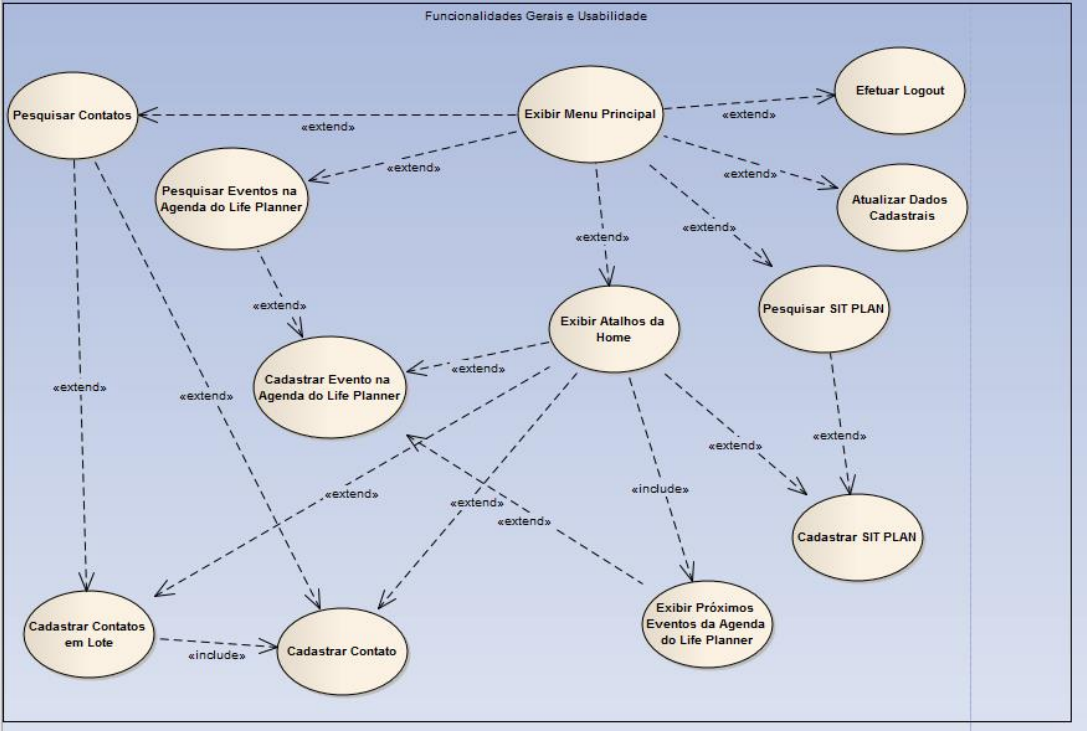 Funcionalidades Gerais e Usabilidade
Efetuar Logout
Pesquisar Contatos
Exibir Menu Principal
«extend»
«extend»
«extend»
«extend»
Pesquisar Eventos na
Agenda do Life Planner
Atualizar Dados
Cadastrais
«extend»
«extend»
«extend»
Pesquisar SIT PLAN
Exibir Atalhos da
Home
«extend»
«extend»
Cadastrar Evento na
Agenda do Life Planner
«extend»
«extend»
«extend»
«extend»
«include»
«extend»
«extend»
«extend»
Cadastrar SIT PLAN
Exibir Próximos
Eventos da Agenda
do Life Planner
Cadastrar Contatos
em Lote
«include»
Cadastrar Contato